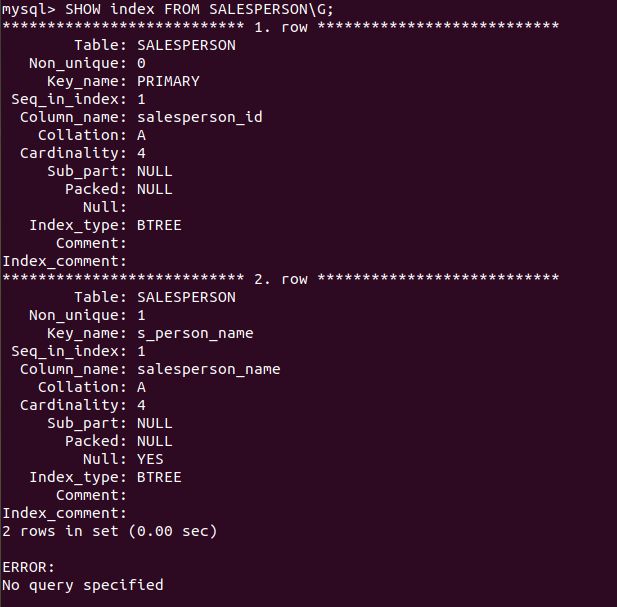 mysql> SHOW index FROM SALESPERSON\G;
*************************** 1. row ***************************
        Table: SALESPERSON
   Non_unique: 0
     Key_name: PRIMARY
 Seq_in_index: 1
  Column_name: salesperson_id
    Collation: A
  Cardinality: 4
     Sub_part: NULL
       Packed: NULL
         Null:
   Index_type: BTREE
      Comment:
Index_comment:
*************************** 2. row ***************************
        Table: SALESPERSON
   Non_unique: 1
     Key_name: s_person_name
 Seq_in_index: 1
  Column_name: salesperson_name
    Collation: A
  Cardinality: 4
     Sub_part: NULL
       Packed: NULL
         Null: YES
   Index_type: BTREE
      Comment:
Index_comment:
2 rows in set (0.00 sec)

ERROR:
No query specified